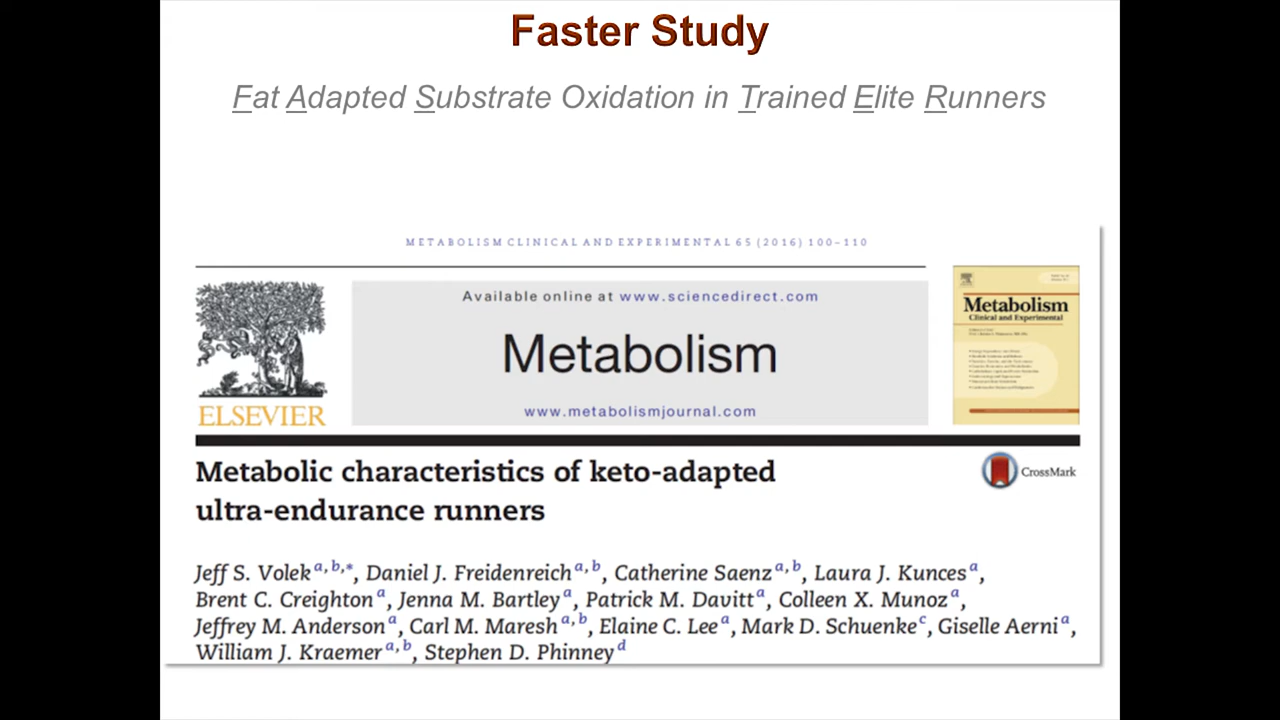 Faster Study
Fat Adapted Substrate Oxidation in Trained Elite Runners
METABOLISM CLINICAL AND EXPERIMENTAL 65 (2016) 100–110
Available online at www.sciencedirect.com
Metabolism
www.metabolismjournal.com
ELSEVIER
Metabolism
Clinical and Experimental
Metabolic characteristics of keto-adapted
ultra-endurance runners
CrossMark
Jeff S. Volek a,b,*, Daniel J. Freidenreich a,b, Catherine Saenz a,b, Laura J. Kunces a,
Brent C. Creighton a, Jenna M. Bartley a, Patrick M. Davitt a, Colleen X. Munoz a,
Jeffrey M. Anderson a, Carl M. Maresh a,b, Elaine C. Lee a, Mark D. Schuenke c, Giselle Aerni a,
William J. Kraemer a,b, Stephen D. Phinney d